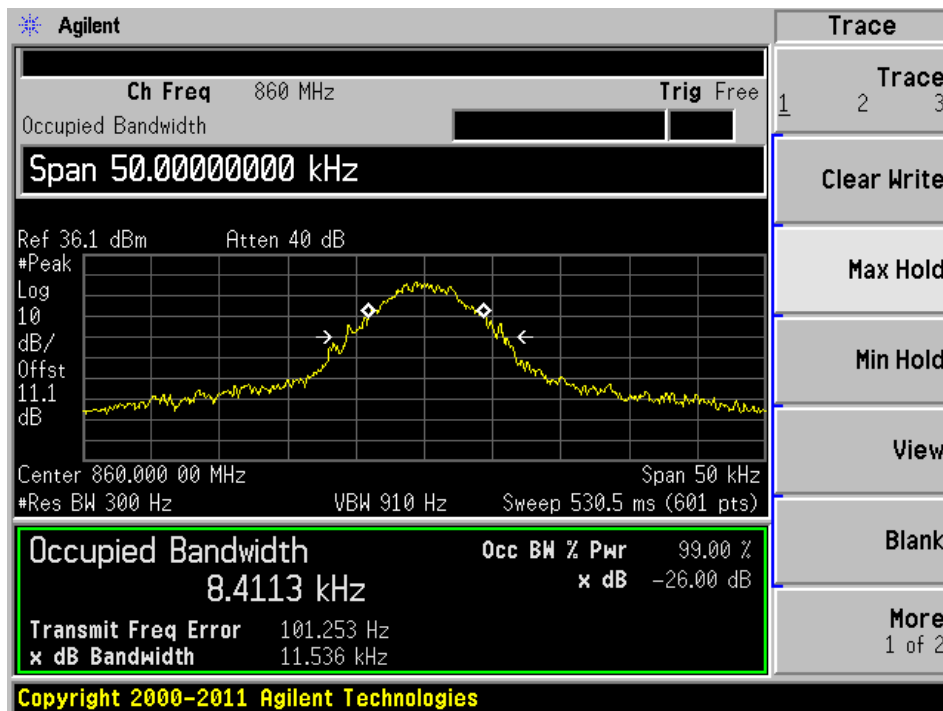 Agilent
Ch Freq 860 MHz Trig Free
Occupied Bandwidth
Span 50.00000000 kHz
Ref 36.1 dBm Atten 40 dB
#Peak
Log
10
dB/
Offst
11.1
dB
Center 860.000 00 MHz Span 50 kHz
#Res BW 300 Hz VBW 910 Hz Sweep 530.5 ms (601 pts)
Occupied Bandwidth Occ BW % Pwr 99.00 %
8.4113 kHz x dB -26.00 dB
Transmit Freq Error 101.253 Hz
x dB Bandwidth 11.536 kHz
Copyright 2000-2011 Agilent Technologies
Trace
Trace
1 2 3
Clear Write
Max Hold
Min Hold
View
Blank
More
1 of 2